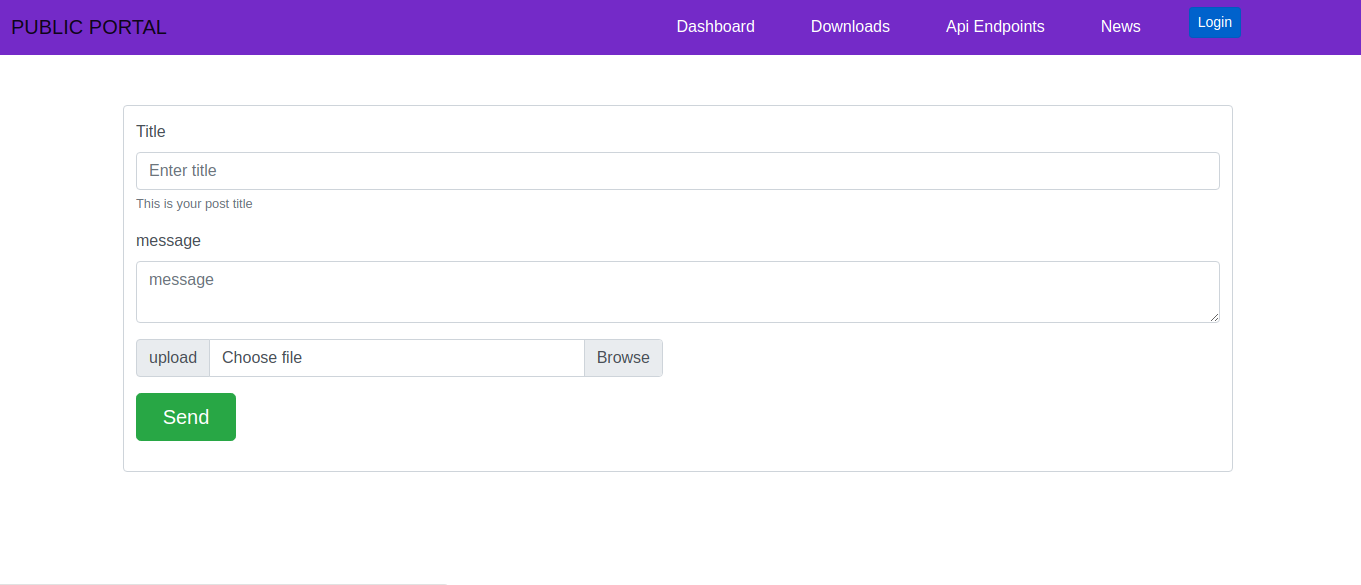 PUBLIC PORTAL Dashboard Downloads Api Endpoints News Login
Title
Enter title
This is your post title
message
message
upload Choose file Browse
Send